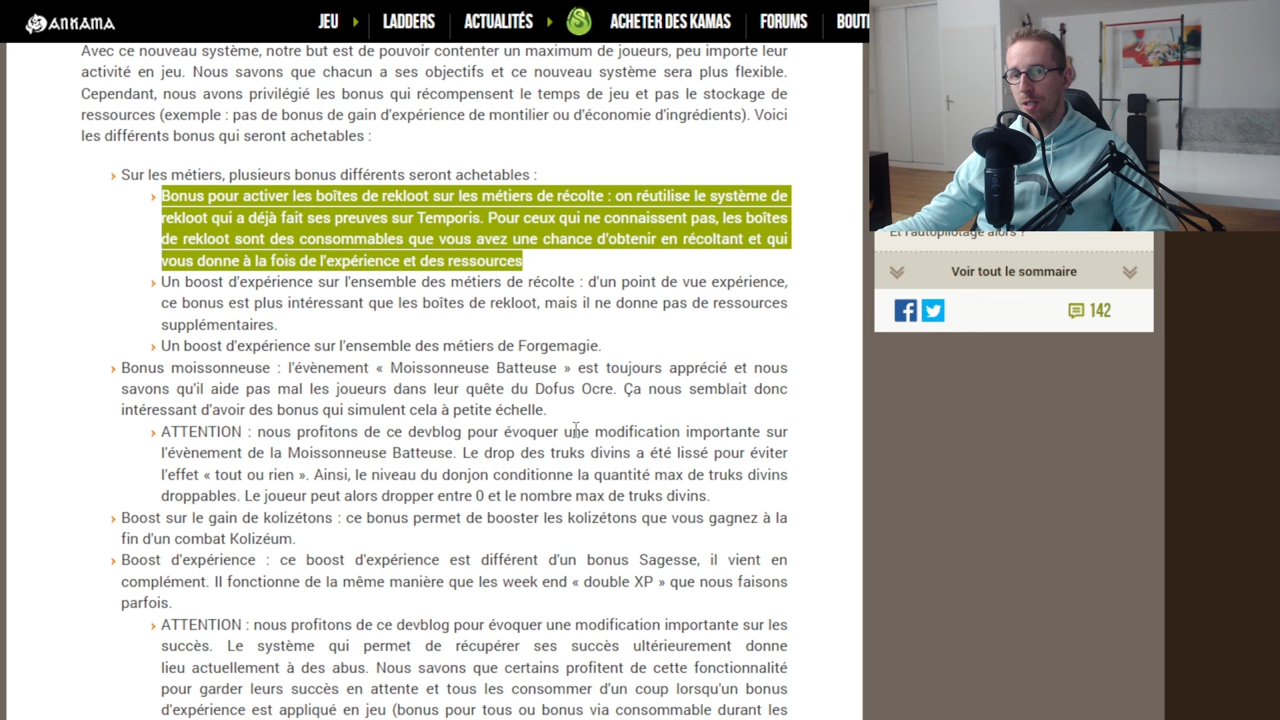 ANKAMA
JEU
LADDERS
ACTUALITÉS
ACHETER DES KAMAS
FORUMS
BOUTI
Avec ce nouveau système, notre but est de pouvoir contenter un maximum de joueurs, peu importe leur
activité en jeu. Nous savons que chacun a ses objectifs et ce nouveau système sera plus flexible.
Cependant, nous avons privilégié les bonus qui récompensent le temps de jeu et pas le stockage de
ressources (exemple : pas de bonus de gain d'expérience de montilier ou d'économie d'ingrédients). Voici
les différents bonus qui seront achetables :
Sur les métiers, plusieurs bonus différents seront achetables :
Bonus pour activer les boîtes de rekloot sur les métiers de récolte : on réutilise le système de
rekloot qui a déjà fait ses preuves sur Temporis. Pour ceux qui ne connaissent pas, les boîtes
de rekloot sont des consommables que vous avez une chance d'obtenir en récoltant et qui
vous donne à la fois de l'expérience et des ressources
Un boost d'expérience sur l'ensemble des métiers de récolte : d'un point de vue expérience,
ce bonus est plus intéressant que les boîtes de rekloot, mais il ne donne pas de ressources
supplémentaires.
Un boost d'expérience sur l'ensemble des métiers de Forgemagie.
Bonus moissonneuse : l'évènement « Moissonneuse Batteuse » est toujours apprécié et nous
savons qu'il aide pas mal les joueurs dans leur quête du Dofus Ocre. Ça nous semblait donc
intéressant d'avoir des bonus qui simulent cela à petite échelle.
ATTENTION : nous profitons de ce devblog pour évoquer une modification importante sur
l'évènement de la Moissonneuse Batteuse. Le drop des truks divins a été lissé pour éviter
l'effet « tout ou rien ». Ainsi, le niveau du donjon conditionne la quantité max de truks divins
droppables. Le joueur peut alors dropper entre 0 et le nombre max de truks divins.
Boost sur le gain de kolizétons : ce bonus permet de booster les kolizétons que vous gagnez à la
fin d'un combat Kolizéum.
Boost d'expérience : ce boost d'expérience est différent d'un bonus Sagesse, il vient en
complément. Il fonctionne de la même manière que les week end « double XP » que nous faisons
parfois.
ATTENTION : nous profitons de ce devblog pour évoquer une modification importante sur les
succès. Le système qui permet de récupérer ses succès ultérieurement donne
lieu actuellement à des abus. Nous savons que certains profitent de cette fonctionnalité
pour garder leurs succès en attente et tous les consommer d'un coup lorsqu'un bonus
d'expérience est appliqué en jeu (bonus pour tous ou bonus via consommable durant les
Et l'autopilotage alors ?
Voir tout le sommaire
142